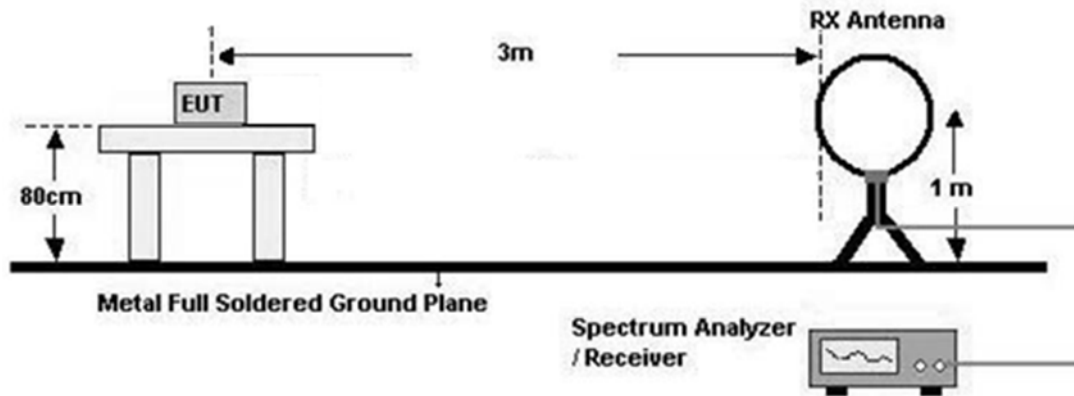 RX Antenna
3m
EUT
80cm
1 m
Metal Full Soldered Ground Plane
Spectrum Analyzer
/ Receiver